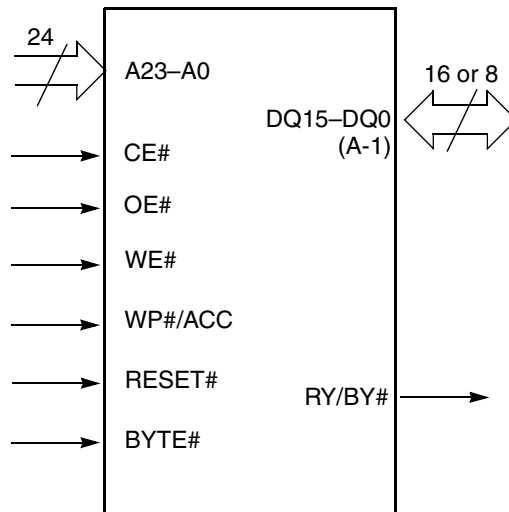 24
A23–A0
16 or 8
DQ15–DQ0
(A-1)
CE#
OE#
WE#
WP#/ACC
RESET#
RY/BY#
BYTE#